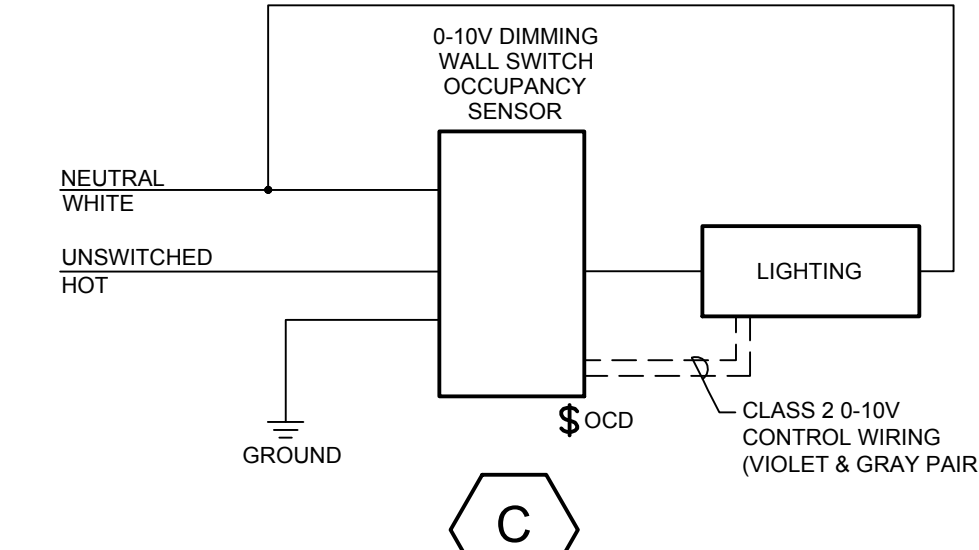 0-10V DIMMING
WALL SWITCH
OCCUPANCY
SENSOR
NEUTRAL
WHITE
UNSWITCHED
HOT
LIGHTING
$ OCD
GROUND
CLASS 2 0-10V
CONTROL WIRING
(VIOLET & GRAY PAIR
C